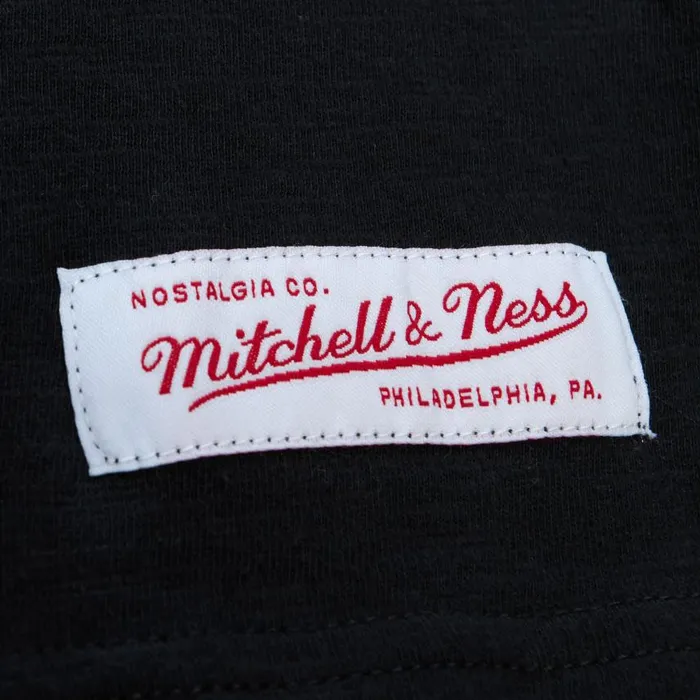 NOSTALGIA CO.
Mitchell & Ness
PHILADELPHIA, PA.